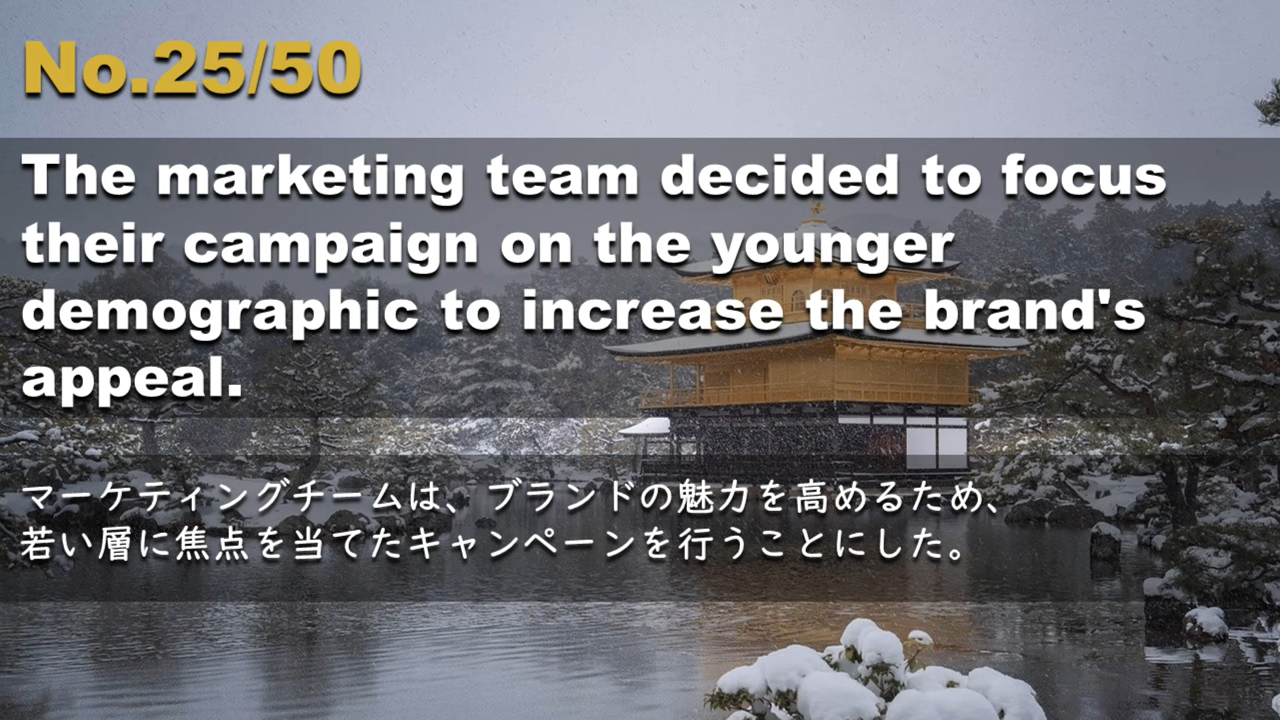 No.25/50
The marketing team decided to focus
their campaign on the younger
demographic to increase the brand's
appeal.
マーケティングチームは、ブランドの魅力を高めるため、
若い層に焦点を当てたキャンペーンを行うことにした。